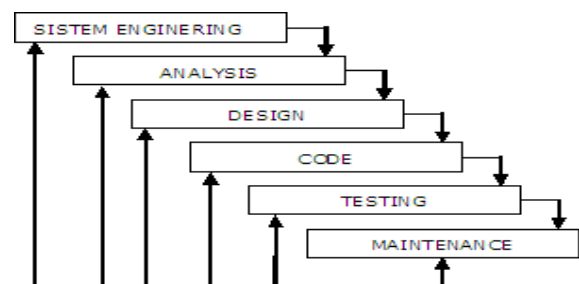 SISTEM ENGINERING
ANALYSIS
DESIGN
CODE
TESTING
MAINTENANCE